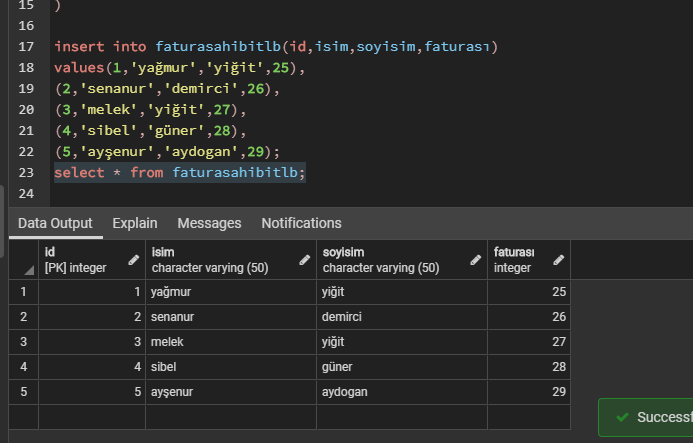 15 )
16
17 insert into faturasahibitlb(id,isim,soyisim,faturası)
18 values(1,'yağmur','yiğit',25),
19 (2,'senanur','demirci',26),
20 (3,'melek','yiğit',27),
21 (4,'sibel','güner',28),
22 (5,'ayşenur','aydogan',29);
23 select * from faturasahibitlb;
24
Data Output Explain Messages Notifications
id isim soyisim faturası
[PK] integer character varying (50) character varying (50) integer
1 1 yağmur yiğit 25
2 2 senanur demirci 26
3 3 melek yiğit 27
4 4 sibel güner 28
5 5 ayşenur aydogan 29